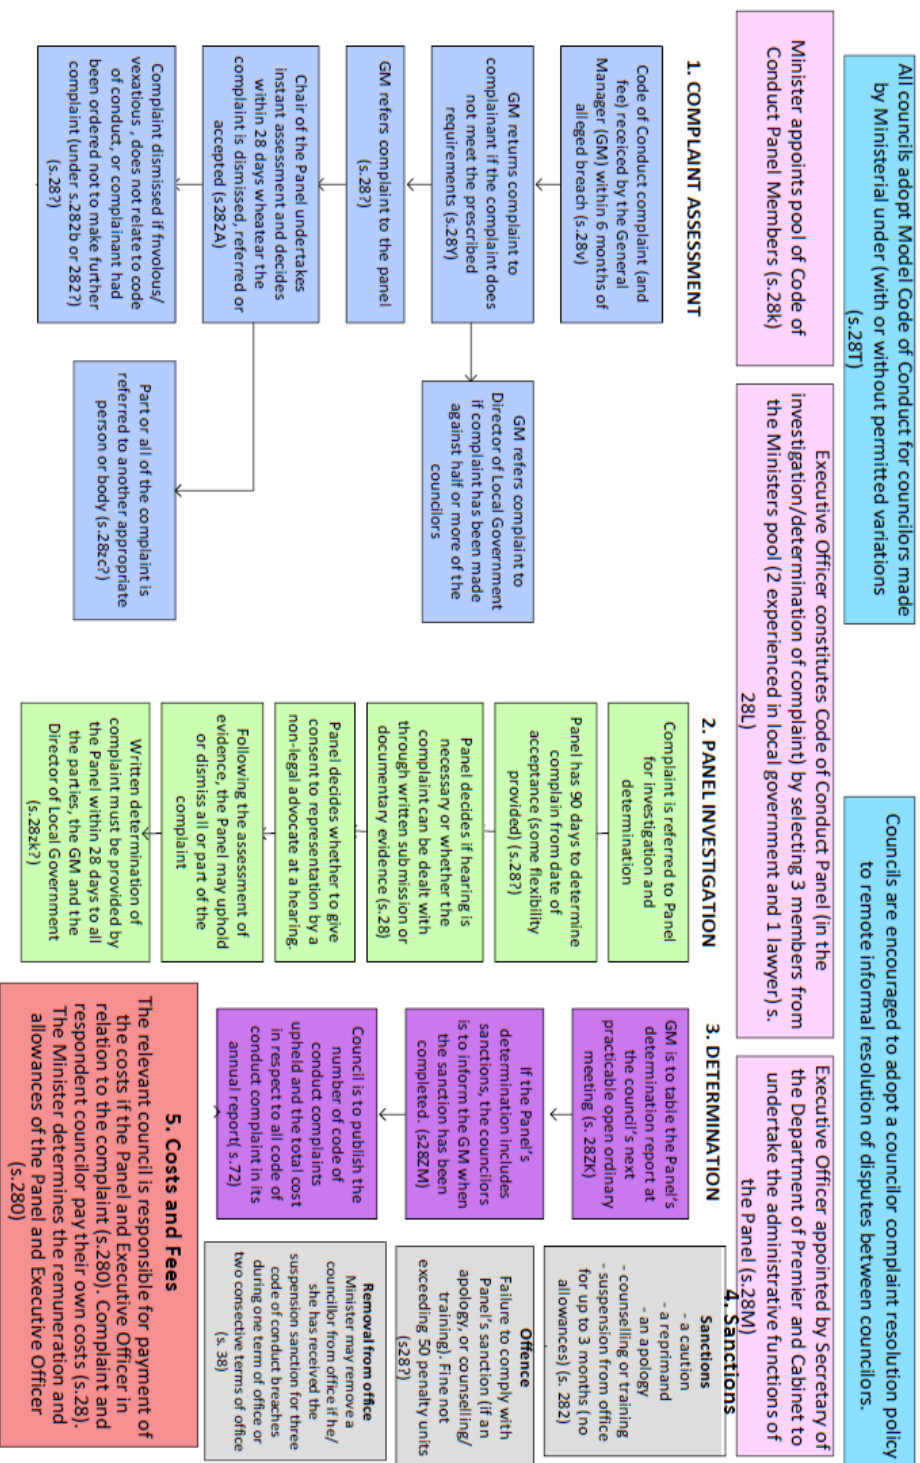 All councils adopt Model Code of Conduct for councilors made
by Ministerial under (with or without permitted variations
(s.28T)
Councils are encouraged to adopt a councilor complaint resolution policy
to remote informal resolution of disputes between councilors.
Minister appoints pool of Code of
Conduct Panel Members (s.28k)
Executive Officer constitutes Code of Conduct Panel (in the
investigation/determination of complaint) by selecting 3 members from
the Ministers pool (2 experienced in local government and 1 lawyer) s.
28L)
Executive Officer appointed by Secretary of
the Department of Premier and Cabinet to
undertake the administrative functions of
the Panel (s.28M)
1. COMPLAINT ASSESSMENT
Code of Conduct complaint (and
fee) receiced by the General
Manager (GM) within 6 months of
alleged breach (s.28v)
GM returns complaint to
complainant if the complaint does
not meet the prescribed
requirements (s.28Y)
GM refers complaint to the panel
(s.28?)
Chair of the Panel undertakes
instant assessment and decides
within 28 days wheatear the
complaint is dismissed, referred or
accepted (s282A)
Complaint dismissed if fnvolous/
vexatious , does not relate to code
of conduct, or complainant had
been ordered not to make further
complaint (under s.282b or 282?)
(s.28?)
GM refers complaint to
Director of Local Government
if complaint has been made
against half or more of the
councilors
Part or all of the complaint is
referred to another appropriate
person or body (s.28zc?)
2. PANEL INVESTIGATION
Complaint is referred to Panel
for investigation and
determination
Panel has 90 days to determine
complain from date of
acceptance (some flexibility
provided) (s.28?)
Panel decides if hearing is
necessary or whether the
complaint can be dealt with
through written submission or
documentary evidence (s.28)
Panel decides whether to give
consent to representation by a
non-legal advocate at a hearing.
Following the assessment of
evidence, the Panel may uphold
or dismiss all or part of the
complaint
Written determination of
complaint must be provided by
the Panel within 28 days to all
the parties, the GM and the
Director of Local Government
(s.28zk?)
3. DETERMINATION
GM is to table the Panel's
determination report at
the council's next
practicable open ordinary
meeting (s. 28ZK)
If the Panel's
determination includes
sanctions, the councilors
is to inform the GM when
the sanction has been
completed. (s28ZM)
Council is to publish the
number of code of
conduct complaints
upheld and the total cost
in respect to all code of
conduct complaint in its
annual report( s.72)
4. Sanctions
Sanctions
- a caution
- a reprimand
- an apology
- counselling or training
- suspension from office
for up to 3 months (no
allowances) (s. 282)
Offence
Failure to comply with
Panel's sanction (if an
apology, or counselling/
training). Fine not
exceeding 50 penalty units
(s28?)
Removal from office
Minister may remove a
councillor from office if he/
she has received the
suspension sanction for three
code of conduct breaches
during one term of office or
two consective terms of office
(s. 38)
5. Costs and Fees
The relevant council is responsible for payment of
the costs if the Panel and Executive Officer in
relation to the complaint (s.280). Complaint and
respondent councilor pay their own costs (s.28).
The Minister determines the remuneration and
allowances of the Panel and Executive Officer
(s.280)